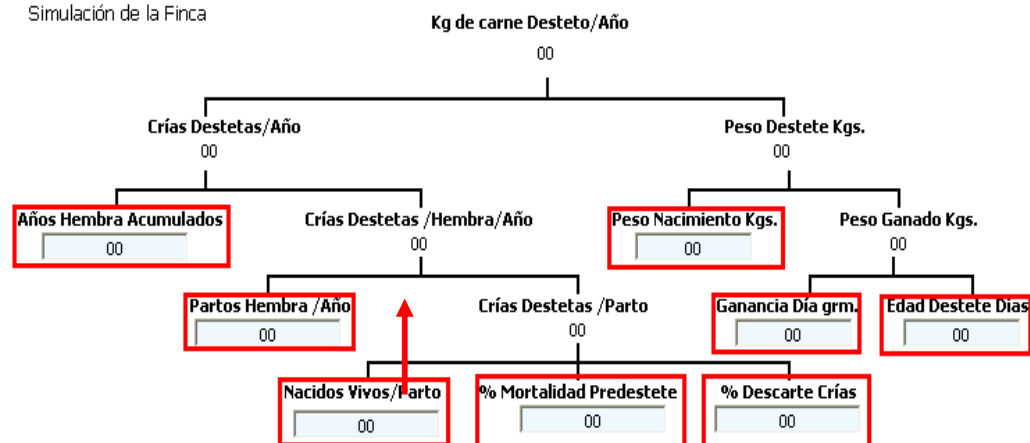 Simulación de la Finca
Kg de carne Desteto/Año
00
Crías Destetas/Año
Peso Destete Kgs.
00
00
Años Hembra Acumulados
Crías Destetas /Hembra/Año
Peso Nacimiento Kgs.
Peso Ganado Kgs.
00
00
00
00
Partos Hembra /Año
Crías Destetas /Parto
Ganancia Día grm.
Edad Destete Dias
00
00
00
00
Nacidos Vivos/Parto
% Mortalidad Predestete
% Descarte Crías
00
00
00